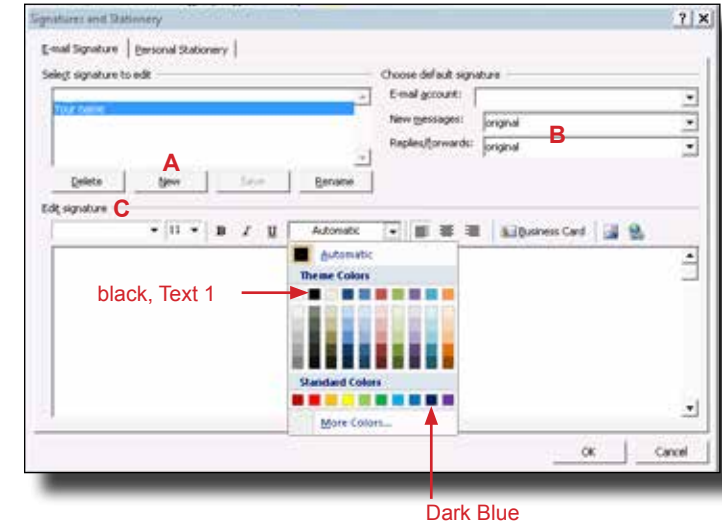 Signatures and Stationery
E-mail Signature Personal Stationery
Select signature to edit
Choose default signature
Your name
E-mail account:
New messages: original
B
Replies/forwards: original
A
Delete New Save Rename
Edit signature C
11 B I U Automatic Business Card
Automatic
Theme Colors
black, Text 1
Standard Colors
More Colors...
OK Cancel
Dark Blue